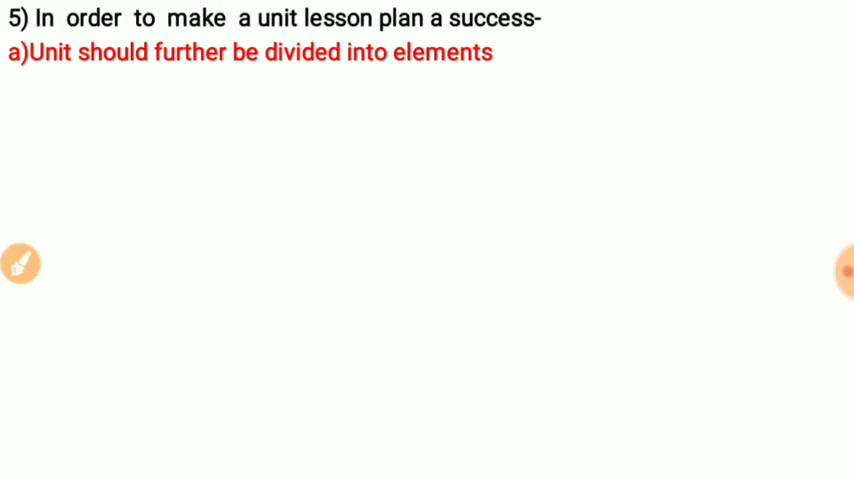 5) In order to make a unit lesson plan a success-
a)Unit should further be divided into elements